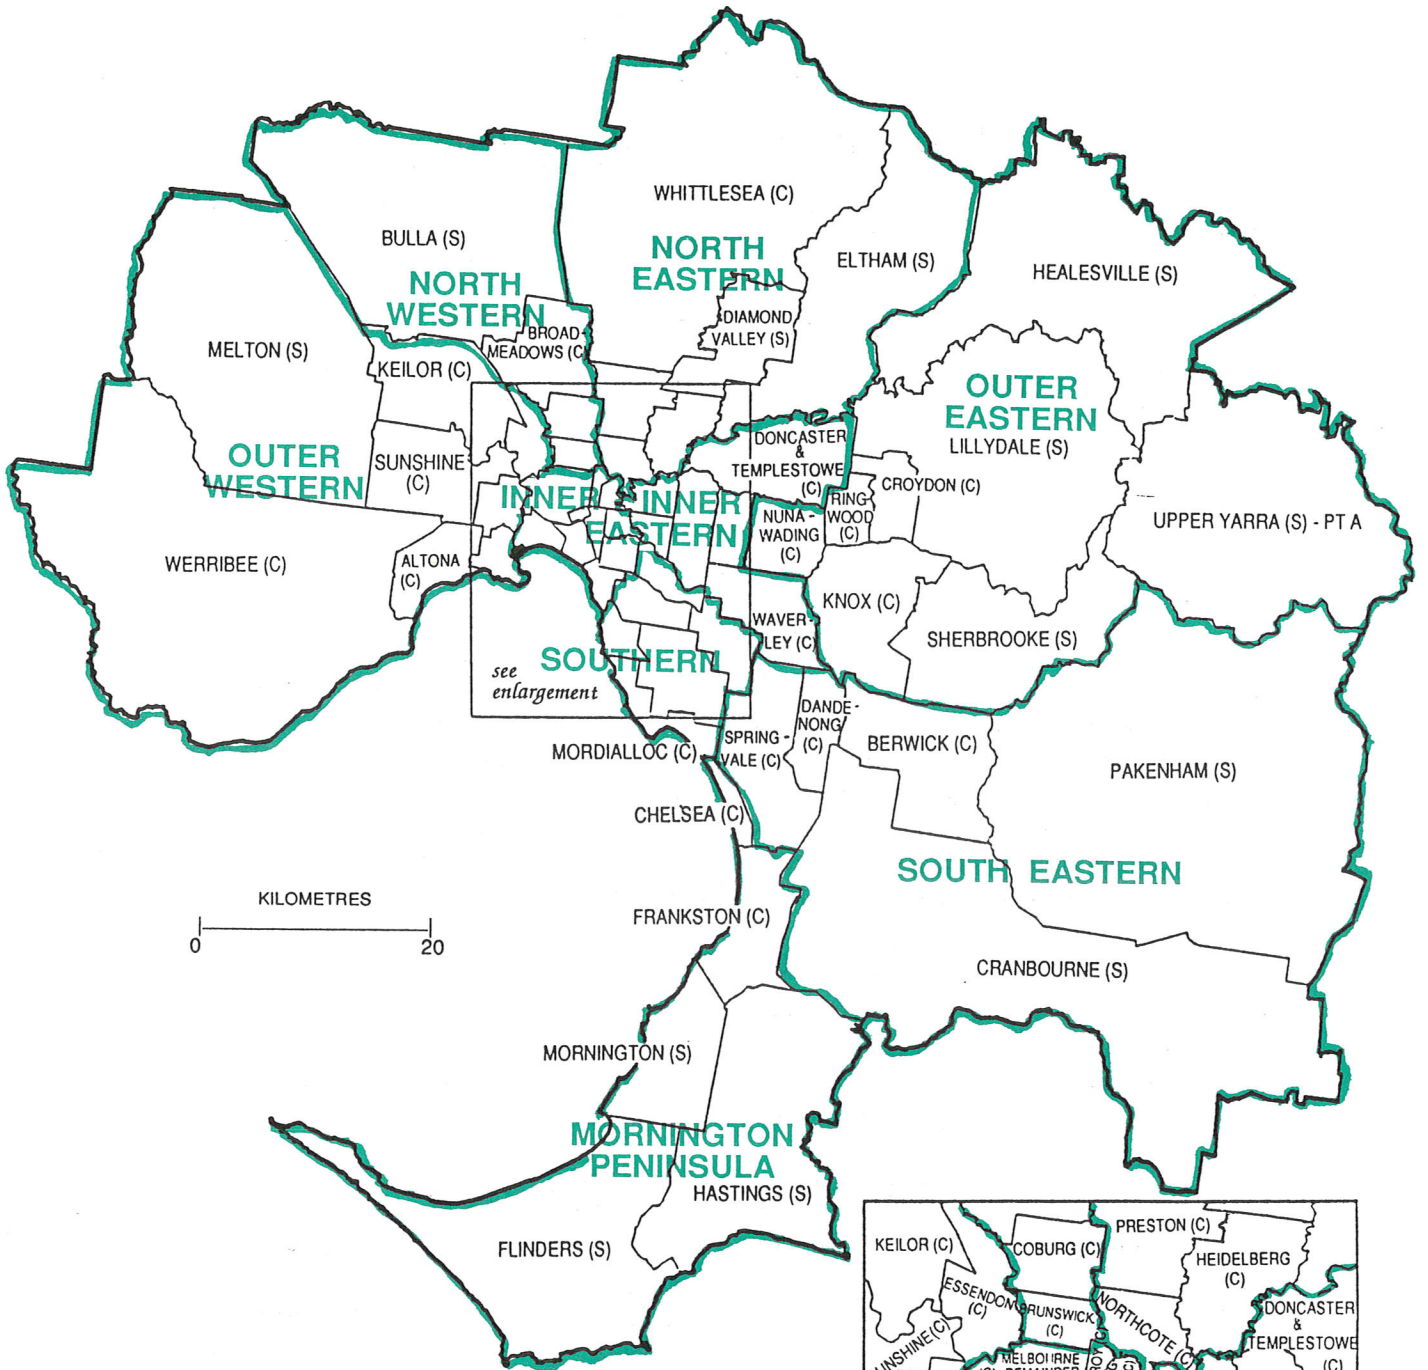 WHITTLESEA (C)
BULLA (S)
NORTH
EASTERN
ELTHAM (S)
HEALESVILLE (S)
NORTH
WESTERN
DIAMOND
VALLEY (S)
BROAD-
MEADOWS (C)
MELTON (S)
KEILOR (C)
OUTER
EASTERN
LILLYDALE (S)
DONCASTER
&
TEMPLESTOWE
(C)
OUTER
WESTERN
SUNSHINE
(C)
CROYDON (C)
RING
WOOD
(C)
INNER
INNER
EASTERN
NUNA-
WADING
(C)
UPPER YARRA (S) - PT A
WERRIBEE (C)
ALTONA
(C)
KNOX (C)
WAVER-
LEY (C)
SHERBROOKE (S)
SOUTHERN
see
enlargement
DANDE-
NONG
(C)
SPRING-
VALE (C)
BERWICK (C)
MORDIALLOC (C)
PAKENHAM (S)
CHELSEA (C)
SOUTH EASTERN
KILOMETRES
0
20
FRANKSTON (C)
CRANBOURNE (S)
MORNINGTON (S)
MORNINGTON
PENINSULA
HASTINGS (S)
FLINDERS (S)
KEILOR (C)
COBURG (C)
PRESTON (C)
HEIDELBERG
(C)
ESSENDON
(C)
BRUNSWICK
(C)
NORTHCOTE (C)
DONCASTER
&
TEMPLESTOWE
(C)
NSHINE (C)
MELBOURNE